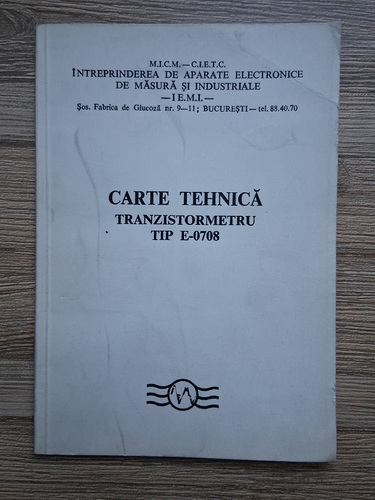 M.I.C.M. — C.I.E.T.C.
ÎNTREPRINDEREA DE APARATE ELECTRONICE
DE MĂSURĂ ȘI INDUSTRIALE
— I E.M.I. —
Șos. Fabrica de Glucoză nr. 9—11; BUCUREȘTI — tel. 88.40.70
CARTE TEHNICĂ
TRANZISTORMETRU
TIP E-0708